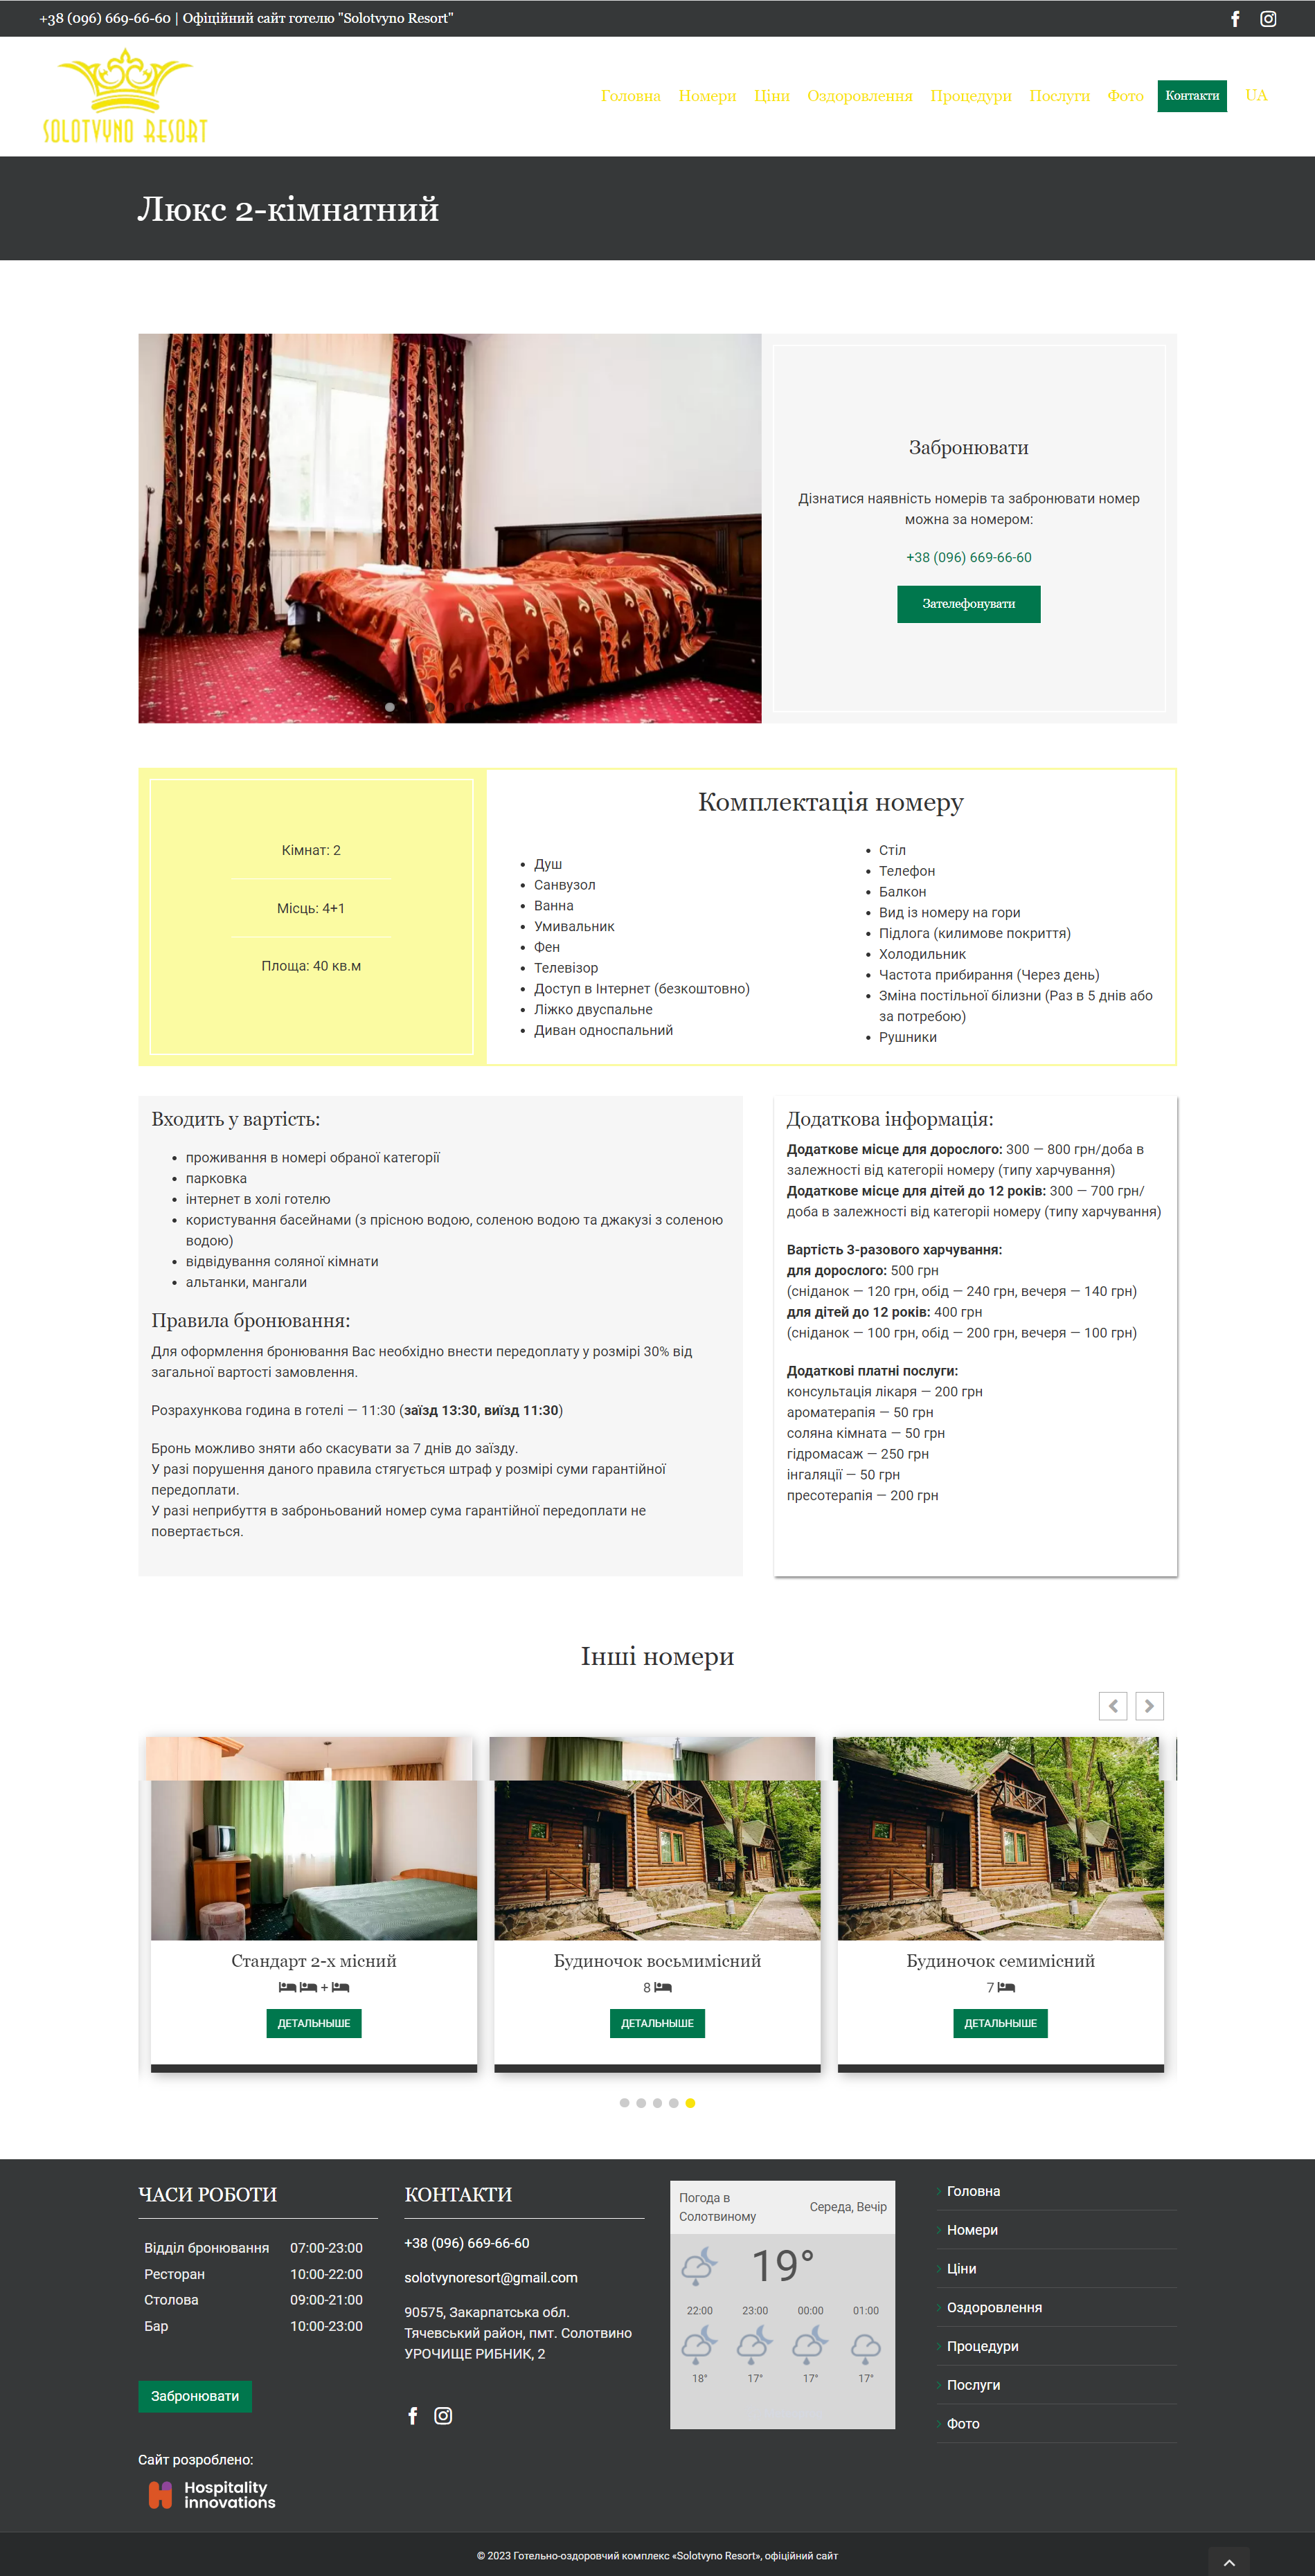 +38 (096) 669-66-60 | Офіційний сайт готелю "Solotvyno Resort"
SOLOTVYNO RESORT
Головна Номери Ціни Оздоровлення Процедури Послуги Фото Контакти UA
Люкс 2-кімнатний
Забронювати
Дізнатися наявність номерів та забронювати номер
можна за номером:
+38 (096) 669-66-60
Зателефонувати
Кімнат: 2
Місць: 4+1
Площа: 40 кв.м
Комплектація номеру
Душ
Санвузол
Ванна
Умивальник
Фен
Телевізор
Доступ в Інтернет (безкоштовно)
Ліжко двуспальне
Диван односпальний
Стіл
Телефон
Балкон
Вид із номеру на гори
Підлога (килимове покриття)
Холодильник
Частота прибирання (Через день)
Зміна постільної білизни (Раз в 5 днів або
за потребою)
Рушники
Входить у вартість:
проживання в номері обраної категорії
парковка
інтернет в холі готелю
користування басейнами (з прісною водою, соленою водою та джакузі з соленою
водою)
відвідування соляної кімнати
альтанки, мангали
Правила бронювання:
Для оформлення бронювання Вас необхідно внести передоплату у розмірі 30% від
загальної вартості замовлення.
Розрахункова година в готелі — 11:30 (заїзд 13:30, виїзд 11:30)
Бронь можливо зняти або скасувати за 7 днів до заїзду.
У разі порушення даного правила стягується штраф у розмірі суми гарантійної
передоплати.
У разі неприбуття в заброньований номер сума гарантійної передоплати не
повертається.
Додаткова інформація:
Додаткове місце для дорослого: 300 — 800 грн/доба в
залежності від категорії номеру (типу харчування)
Додаткове місце для дітей до 12 років: 300 — 700 грн/
доба в залежності від категорії номеру (типу харчування)
Вартість 3-разового харчування:
для дорослого: 500 грн
(сніданок — 120 грн, обід — 240 грн, вечеря — 140 грн)
для дітей до 12 років: 400 грн
(сніданок — 100 грн, обід — 200 грн, вечеря — 100 грн)
Додаткові платні послуги:
консультація лікаря — 200 грн
ароматерапія — 50 грн
соляна кімната — 50 грн
гідромасаж — 250 грн
інгаляції — 50 грн
пресотерапія — 200 грн
Інші номери
Стандарт 2-х місний
+
ДЕТАЛЬНЫШЕ
Будиночок восьмимісний
8
ДЕТАЛЬНЫШЕ
Будиночок семимісний
7
ДЕТАЛЬНЫШЕ
ЧАСИ РОБОТИ
Відділ бронювання 07:00-23:00
Ресторан 10:00-22:00
Столова 09:00-21:00
Бар 10:00-23:00
Забронювати
Сайт розроблено:
Hospitality
innovations
КОНТАКТИ
+38 (096) 669-66-60
solotvynoresort@gmail.com
90575, Закарпатська обл.
Тячевський район, пмт. Солотвино
УРОЧИЩЕ РИБНИК, 2
Погода в
Солотвиному
Середа, Вечір
19°
22:00 23:00 00:00 01:00
18° 17° 17° 17°
Головна
Номери
Ціни
Оздоровлення
Процедури
Послуги
Фото
© 2023 Готельно-оздоровчий комплекс «Solotvyno Resort», офіційний сайт